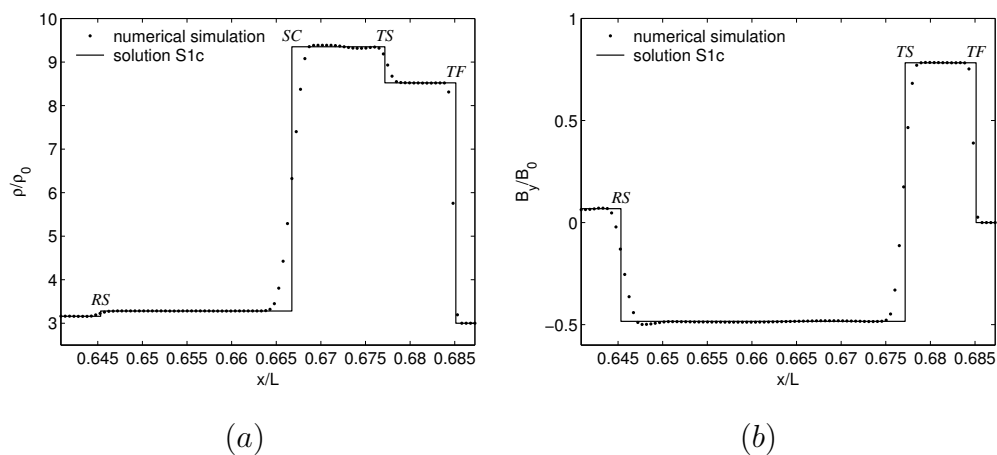 numerical simulation
solution S1c
RS
SC
TS
TF
10
9
8
7
6
5
4
3
ρ/ρ0
0.645 0.65 0.655 0.66 0.665 0.67 0.675 0.68 0.685
x/L
(a)
numerical simulation
solution S1c
RS
TS
TF
1
0.5
0
−0.5
By/B0
0.645 0.65 0.655 0.66 0.665 0.67 0.675 0.68 0.685
x/L
(b)